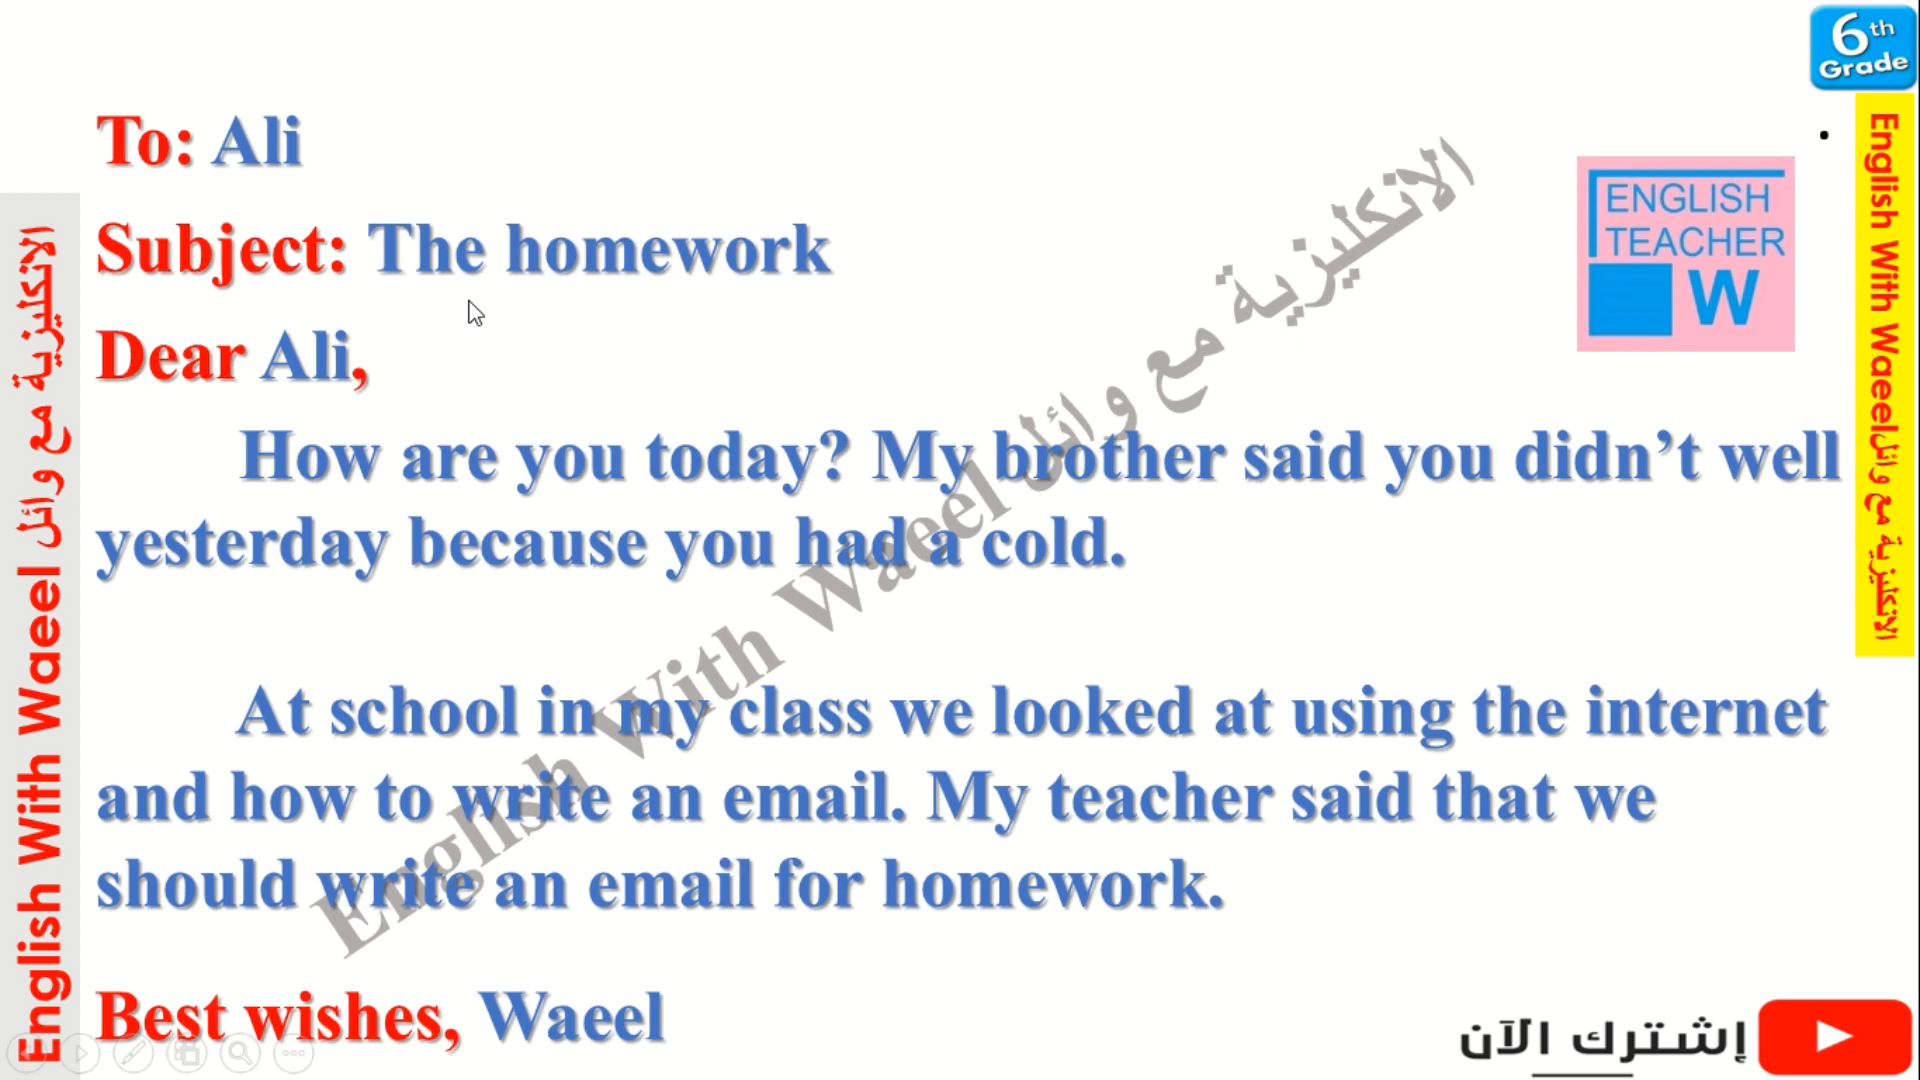 6th
Grade
To: Ali
Subject: The homework
Dear Ali,
How are you today? My brother said you didn’t well
yesterday because you had a cold.
At school in my class we looked at using the internet
and how to write an email. My teacher said that we
should write an email for homework.
Best wishes, Waeel
ENGLISH
TEACHER
W
English With Waeel الانكليزية مع وائل
English With Waeel الانكليزية مع وائل
English With Waeel الانكليزية مع وائل
إشترك الآن